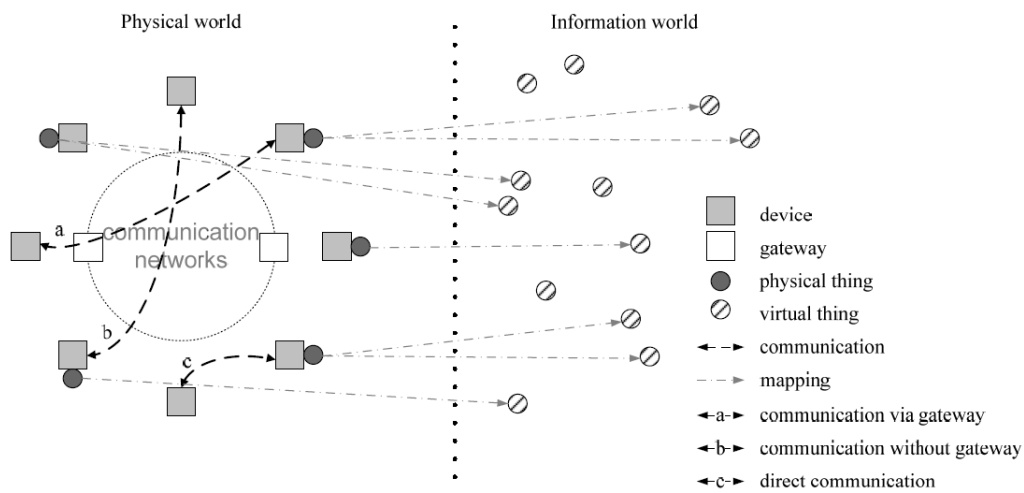 Physical world
Information world
a
communication
networks
b
c
device
gateway
physical thing
virtual thing
communication
mapping
a communication via gateway
b communication without gateway
c direct communication